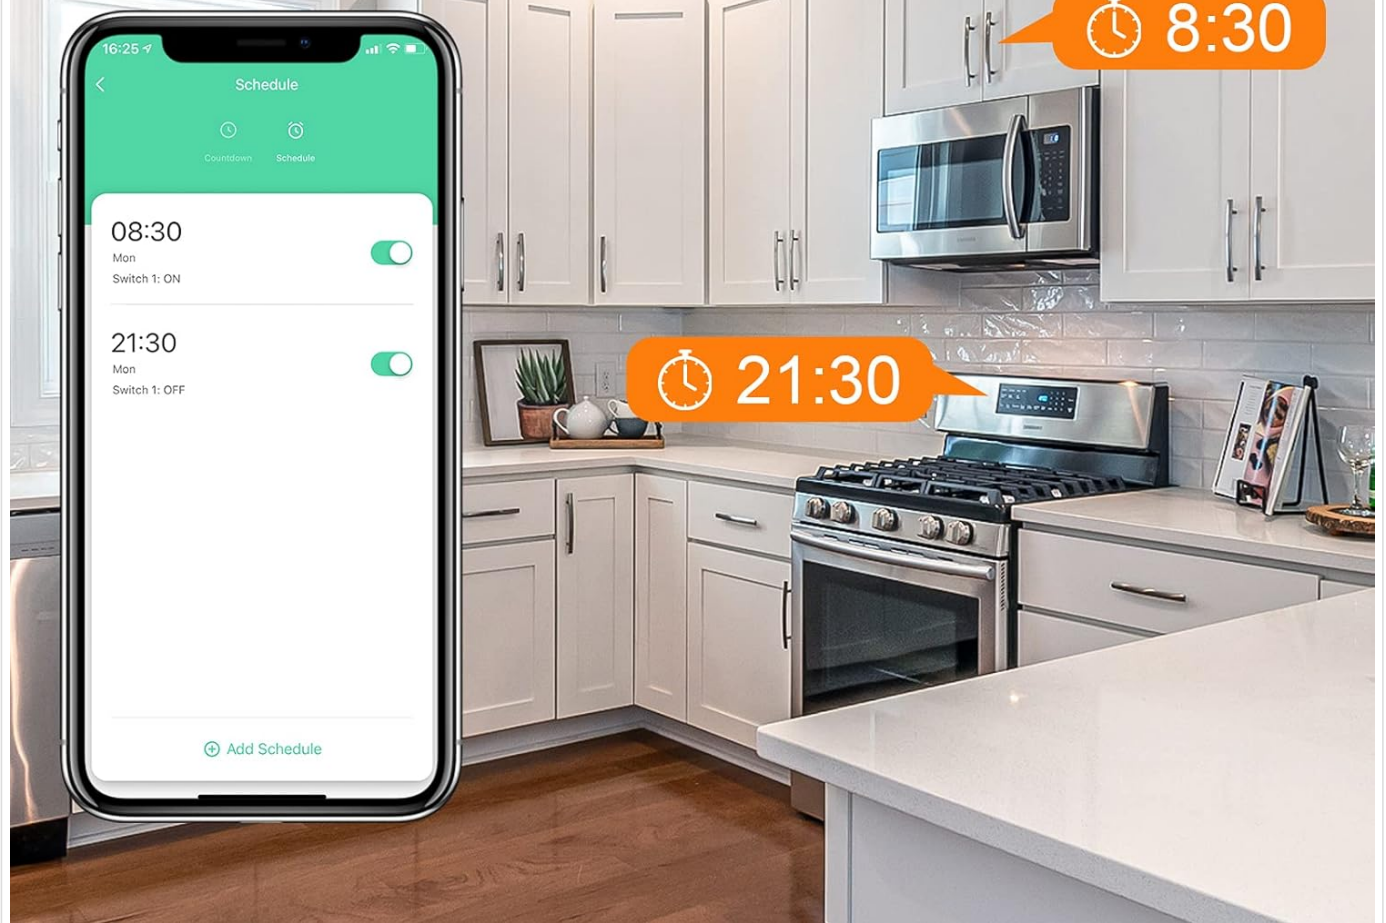 16:25
Schedule
Countdown
Schedule
08:30
Mon
Switch 1: ON
21:30
Mon
Switch 1: OFF
Add Schedule
8:30
21:30